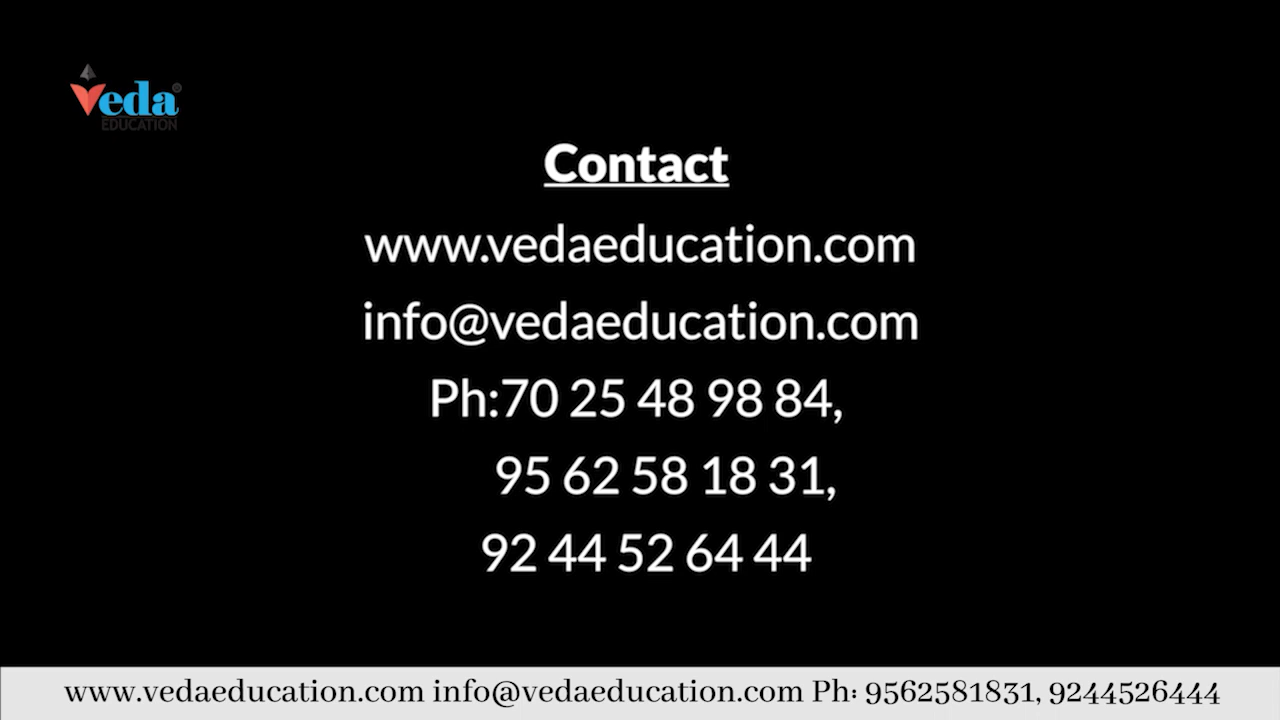 veda
EDUCATION
Contact
www.vedaeducation.com
info@vedaeducation.com
Ph:70 25 48 98 84,
95 62 58 18 31,
92 44 52 64 44
www.vedaeducation.com info@vedaeducation.com Ph: 9562581831, 9244526444